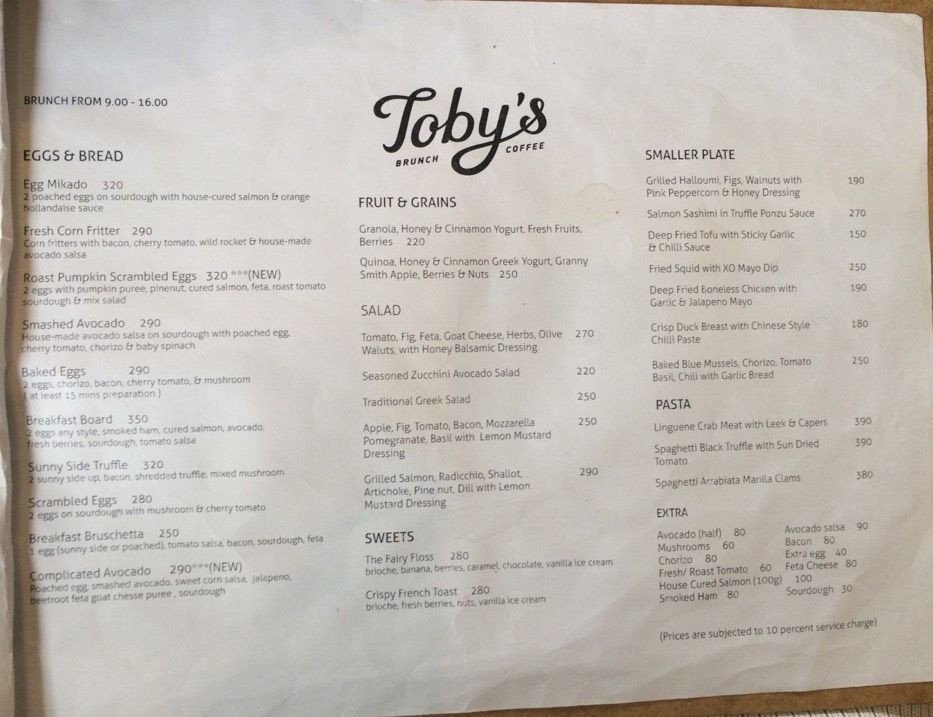 BRUNCH FROM 9.00 - 16.00
EGGS & BREAD
Egg Mikado 320
2 poached eggs on sourdough with house-cured salmon & orange
hollandaise sauce
Fresh Corn Fritter 290
Corn fritters with bacon, cherry tomato, wild rocket & house-made
avocado salsa
Roast Pumpkin Scrambled Eggs 320 ***(NEW)
2 eggs with pumpkin puree, pinenut, cured salmon, feta, roast tomato
sourdough & mix salad
Smashed Avocado 290
House-made avocado salsa on sourdough with poached egg,
cherry tomato, chorizo & baby spinach
Baked Eggs 290
2 eggs, chorizo, bacon, cherry tomato, & mushroom
( at least 15 mins preparation )
Breakfast Board 350
2 eggs any style, smoked ham, cured salmon, avocado,
fresh berries, sourdough, tomato salsa
Sunny Side Truffle 320
2 sunny side up, bacon, shredded truffle, mixed mushroom
Scrambled Eggs 280
2 eggs on sourdough with mushroom & cherry tomato
Breakfast Bruschetta 250
1 egg (sunny side or poached), tomato salsa, bacon, sourdough, feta
Complicated Avocado 290***(NEW)
Poached egg, smashed avocado, sweet corn salsa, jalapeno,
beetroot feta goat chesse puree , sourdough
Toby's
BRUNCH COFFEE
FRUIT & GRAINS
Granola, Honey & Cinnamon Yogurt, Fresh Fruits,
Berries 220
Quinoa, Honey & Cinnamon Greek Yogurt, Granny
Smith Apple, Berries & Nuts 250
SALAD
Tomato, Fig, Feta, Goat Cheese, Herbs, Olive 270
Waluts, with Honey Balsamic Dressing
Seasoned Zucchini Avocado Salad 220
Traditional Greek Salad 250
Apple, Fig, Tomato, Bacon, Mozzarella 250
Pomegranate, Basil with Lemon Mustard
Dressing
Grilled Salmon, Radicchio, Shallot, 290
Artichoke, Pine nut, Dill with Lemon
Mustard Dressing
SWEETS
The Fairy Floss 280
brioche, banana, berries, caramel, chocolate, vanilla ice cream
Crispy French Toast 280
brioche, fresh berries, nuts, vanilla ice cream
SMALLER PLATE
Grilled Halloumi, Figs, Walnuts with 190
Pink Peppercorn & Honey Dressing
Salmon Sashimi in Truffle Ponzu Sauce 270
Deep Fried Tofu with Sticky Garlic 150
& Chilli Sauce
Fried Squid with XO Mayo Dip 250
Deep Fried Boneless Chicken with 190
Garlic & Jalapeno Mayo
Crisp Duck Breast with Chinese Style 180
Chilli Paste
Baked Blue Mussels, Chorizo, Tomato 250
Basil, Chili with Garlic Bread
PASTA
Linguene Crab Meat with Leek & Capers 390
Spaghetti Black Truffle with Sun Dried 390
Tomato
Spaghetti Arrabiata Manila Clams 380
EXTRA
Avocado (half) 80 Avocado salsa 90
Mushrooms 60 Bacon 80
Chorizo 80 Extra egg 40
Fresh/ Roast Tomato 60 Feta Cheese 80
House Cured Salmon (100g) 100
Smoked Ham 80 Sourdough 30
(Prices are subjected to 10 percent service charge)